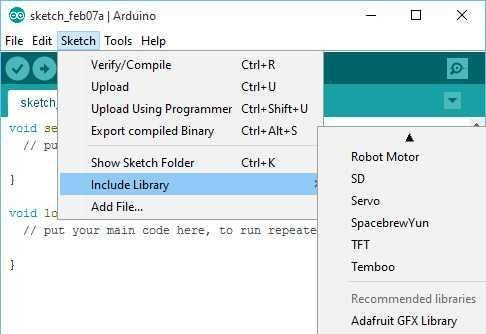 sketch_feb07a | Arduino
File Edit Sketch Tools Help
Verify/Compile Ctrl+R
Upload Ctrl+U
Upload Using Programmer Ctrl+Shift+U
Export compiled Binary Ctrl+Alt+S
Show Sketch Folder Ctrl+K
Include Library
Add File...
Robot Motor
SD
Servo
SpacebrewYun
TFT
Temboo
Recommended libraries
Adafruit GFX Library
sketch_
void se
// pu
}
void lo
// put your main code here, to run repeate
}